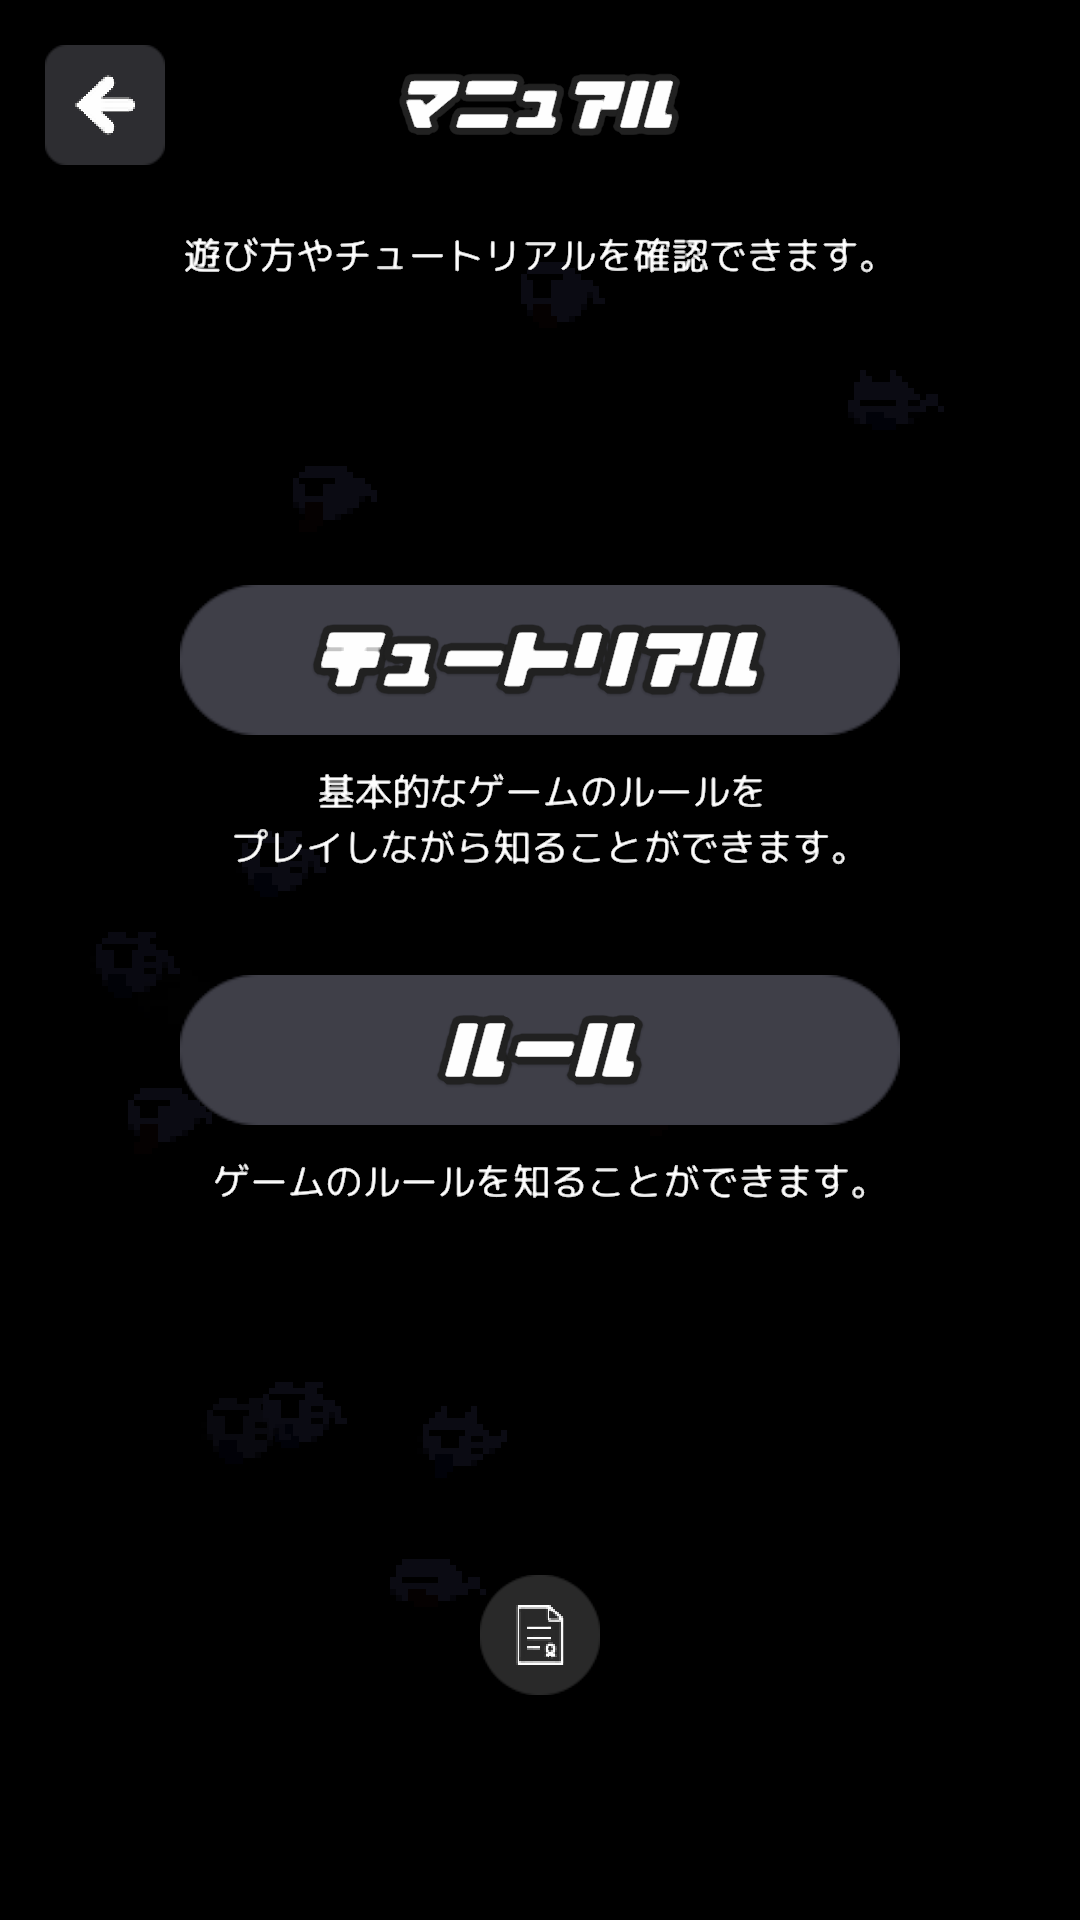 マニュアル
遊び方やチュートリアルを確認できます。
チュートリアル
基本的なゲームのルールを
プレイしながら知ることができます。
ルール
ゲームのルールを知ることができます。